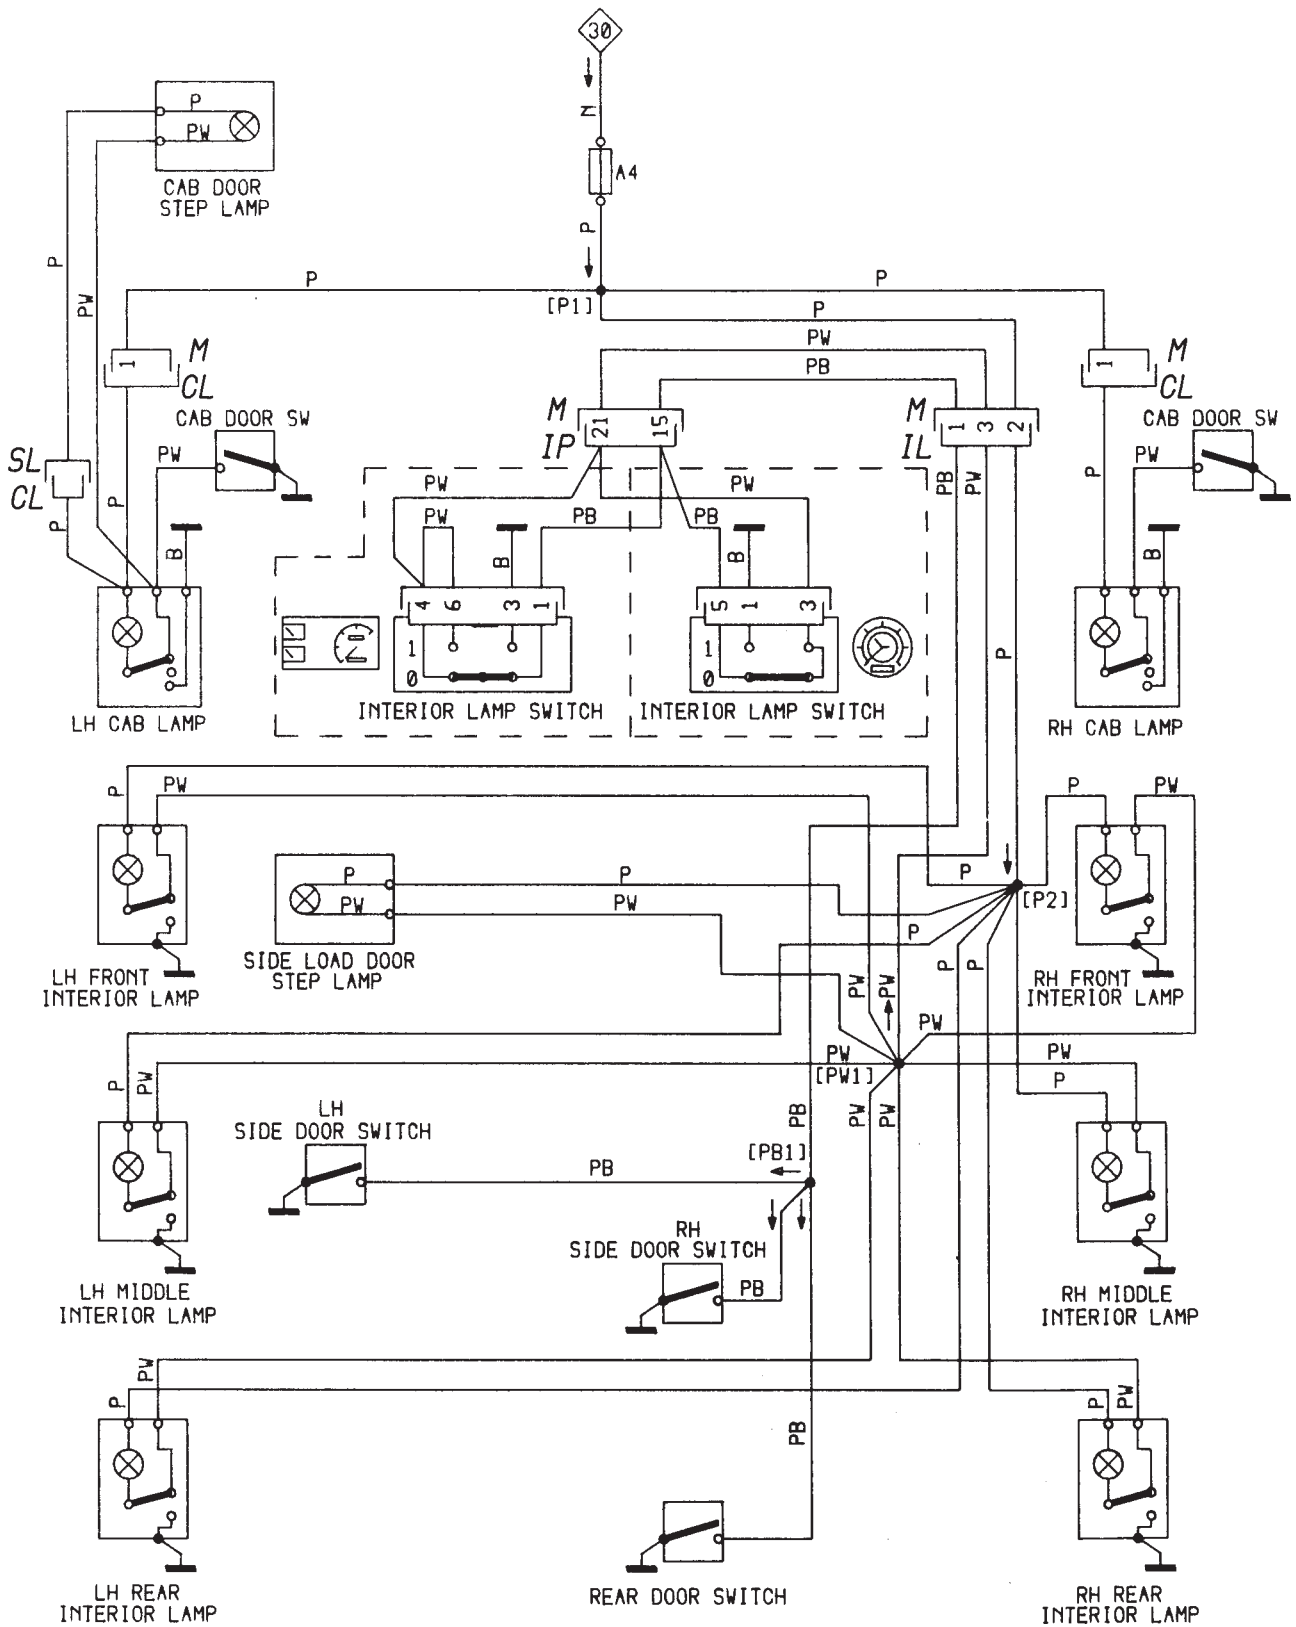 30
N
A4
P
P
PW
CAB DOOR
STEP LAMP
P
P
P
[P1]
P
PW
PB
P
PW
1
M
CL
1
M
CL
CAB DOOR SW
CAB DOOR SW
M
IP
21
15
M
IL
1
3
2
SL
CL
PW
PW
P
P
P
PW
PW
PW
PB
PB
PB
PW
B
B
B
B
4
6
3
1
5
1
3
1
0
1
0
P
LH CAB LAMP
INTERIOR LAMP SWITCH
INTERIOR LAMP SWITCH
RH CAB LAMP
P
PW
P
PW
P
PW
P
PW
P
[P2]
P
P
P
LH FRONT
INTERIOR LAMP
SIDE LOAD DOOR
STEP LAMP
RH FRONT
INTERIOR LAMP
PW
PW
PW
PW
[PW1]
PW
P
P
PW
PB
PW
PW
LH
SIDE DOOR SWITCH
[PB1]
PB
RH
SIDE DOOR SWITCH
PB
LH MIDDLE
INTERIOR LAMP
RH MIDDLE
INTERIOR LAMP
PW
P
P
PW
PB
LH REAR
INTERIOR LAMP
REAR DOOR SWITCH
RH REAR
INTERIOR LAMP